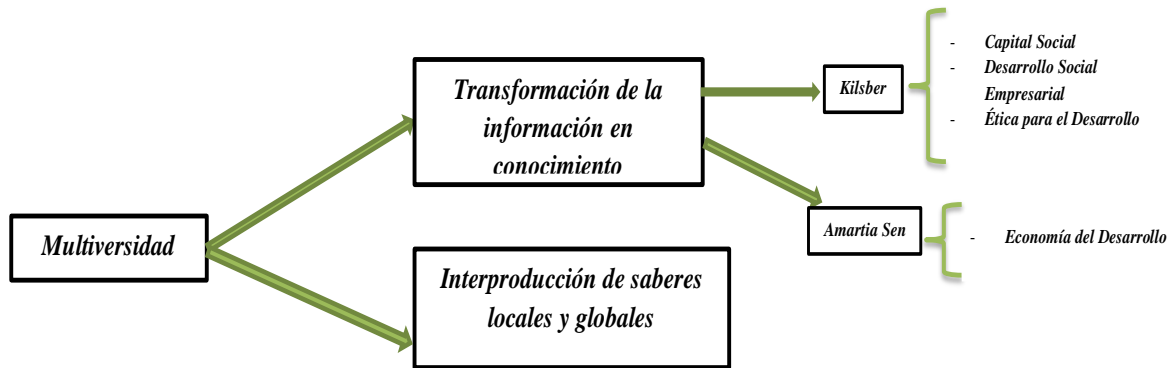 Multiversidad
Transformación de la
información en
conocimiento
Interproducción de saberes
locales y globales
Kilsber
- Capital Social
- Desarrollo Social
Empresarial
- Ética para el Desarrollo
Amartia Sen
- Economía del Desarrollo